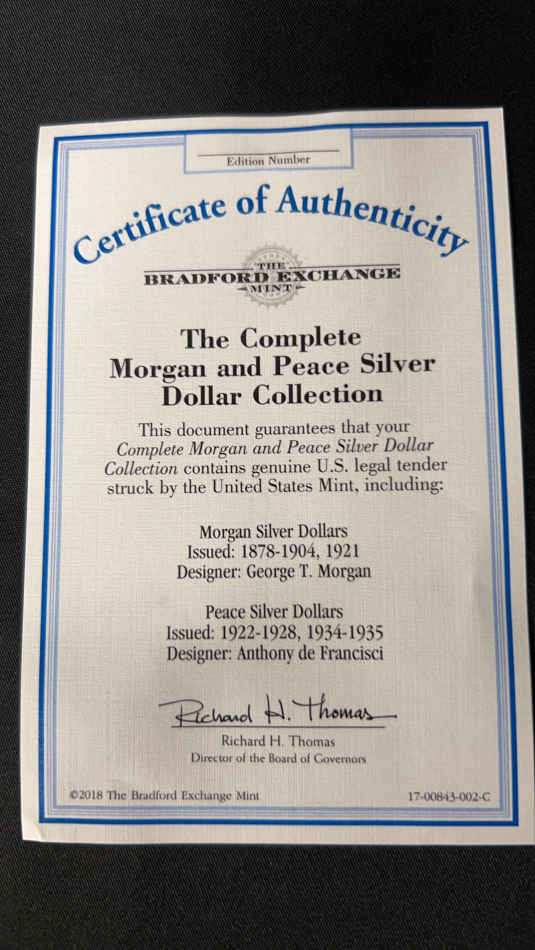 Edition Number
Certificate of Authenticity
THE
BRADFORD EXCHANGE
MINT
The Complete
Morgan and Peace Silver
Dollar Collection
This document guarantees that your
Complete Morgan and Peace Silver Dollar
Collection contains genuine U.S. legal tender
struck by the United States Mint, including:
Morgan Silver Dollars
Issued: 1878-1904, 1921
Designer: George T. Morgan
Peace Silver Dollars
Issued: 1922-1928, 1934-1935
Designer: Anthony de Francisci
Richard H. Thomas
Richard H. Thomas
Director of the Board of Governors
©2018 The Bradford Exchange Mint 17-00843-002-C